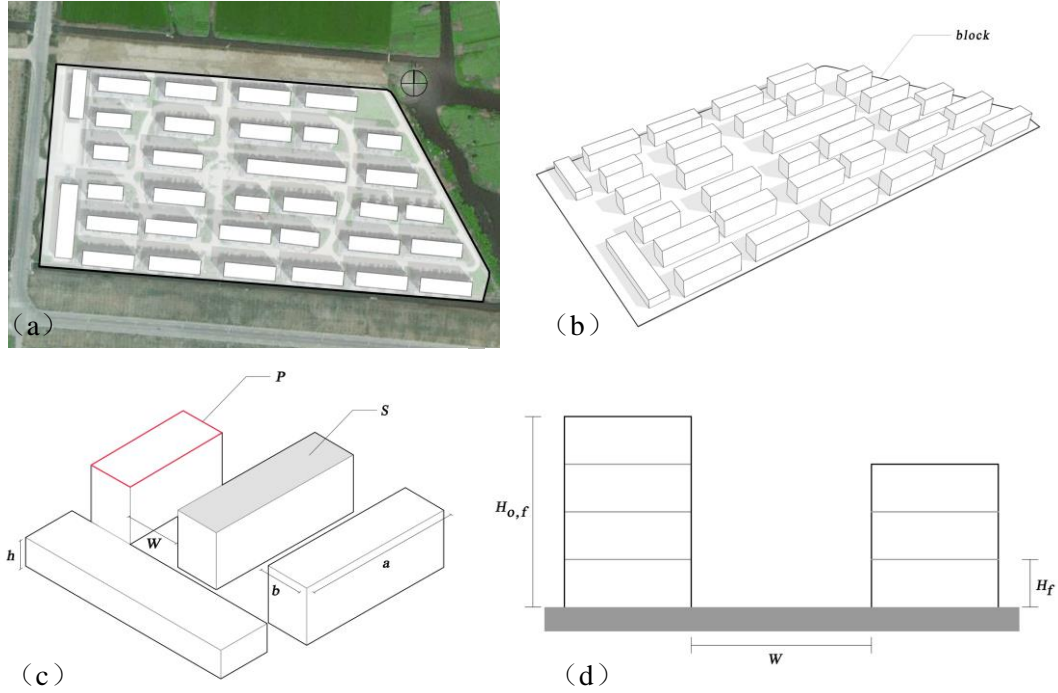 block
（a）
（b）
P
S
W
h
b
a
H_{o,f}
H_f
W
（c）
（d）